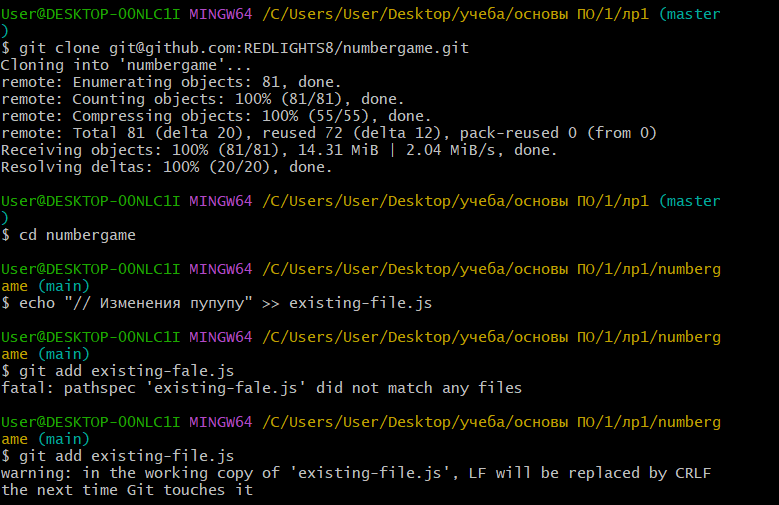 User@DESKTOP-00NLC1I MINGW64 /C/Users/User/Desktop/учеба/основы ПО/1/лр1 (master
)
$ git clone git@github.com:REDLIGHTS8/numbergame.git
Cloning into 'numbergame'...
remote: Enumerating objects: 81, done.
remote: Counting objects: 100% (81/81), done.
remote: Compressing objects: 100% (55/55), done.
remote: Total 81 (delta 20), reused 72 (delta 12), pack-reused 0 (from 0)
Receiving objects: 100% (81/81), 14.31 MiB | 2.04 MiB/s, done.
Resolving deltas: 100% (20/20), done.
User@DESKTOP-00NLC1I MINGW64 /C/Users/User/Desktop/учеба/основы ПО/1/лр1 (master
)
$ cd numbergame
User@DESKTOP-00NLC1I MINGW64 /C/Users/User/Desktop/учеба/основы ПО/1/лр1/numberg
ame (main)
$ echo "// Изменения пупупу" >> existing-file.js
User@DESKTOP-00NLC1I MINGW64 /C/Users/User/Desktop/учеба/основы ПО/1/лр1/numberg
ame (main)
$ git add existing-fale.js
fatal: pathspec 'existing-fale.js' did not match any files
User@DESKTOP-00NLC1I MINGW64 /C/Users/User/Desktop/учеба/основы ПО/1/лр1/numberg
ame (main)
$ git add existing-file.js
warning: in the working copy of 'existing-file.js', LF will be replaced by CRLF
the next time Git touches it